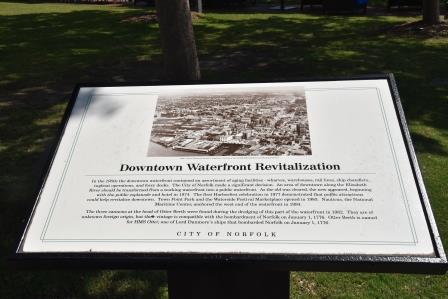 Downtown Waterfront Revitalization
In the 1960s the downtown waterfront contained an assortment of aging facilities - wharves, warehouses, rail lines, ship chandlers,
tugboat operations, and ferry docks. The City of Norfolk made a significant decision. An area of downtown along the Elizabeth
River should be transformed from a working waterfront into a public waterfront. As the old was cleared, the new appeared, beginning
with the public esplanade and hotel in 1974. The first Harborfest celebration in 1977 demonstrated that public attractions
could help revitalize downtown. Town Point Park and the Waterside Festival Marketplace opened in 1983. Nauticus, the National
Maritime Center, anchored the west end of the waterfront in 1994.
The three cannons at the head of Otter Berth were found during the dredging of this part of the waterfront in 1982. They are of
unknown foreign origin, but their vintage is compatible with the bombardment of Norfolk on January 1, 1776. Otter Berth is named
for HMS Otter, one of Lord Dunmore's ships that bombarded Norfolk on January 1, 1776.
CITY OF NORFOLK